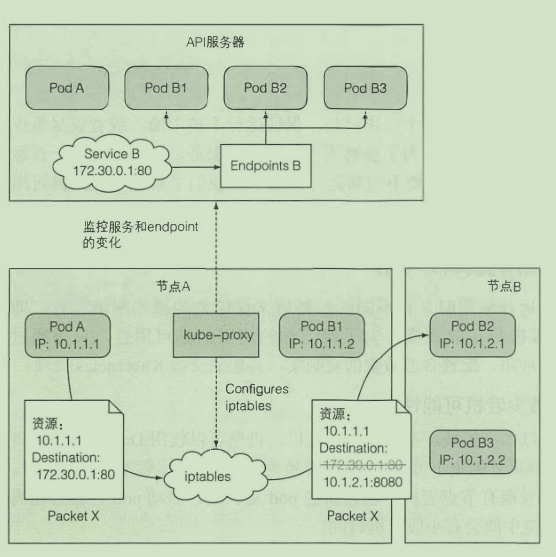 API服务器
Pod A
Pod B1
Pod B2
Pod B3
Service B
172.30.0.1:80
Endpoints B
监控服务和endpoint
的变化
节点A
节点B
Pod A
IP: 10.1.1.1
kube-proxy
Pod B1
IP: 10.1.1.2
Pod B2
IP: 10.1.2.1
Configures
iptables
资源：
10.1.1.1
Destination:
172.30.0.1:80
Packet X
iptables
资源：
10.1.1.1
Destination:
172.30.0.1:80
10.1.2.1:8080
Packet X
Pod B3
IP: 10.1.2.2